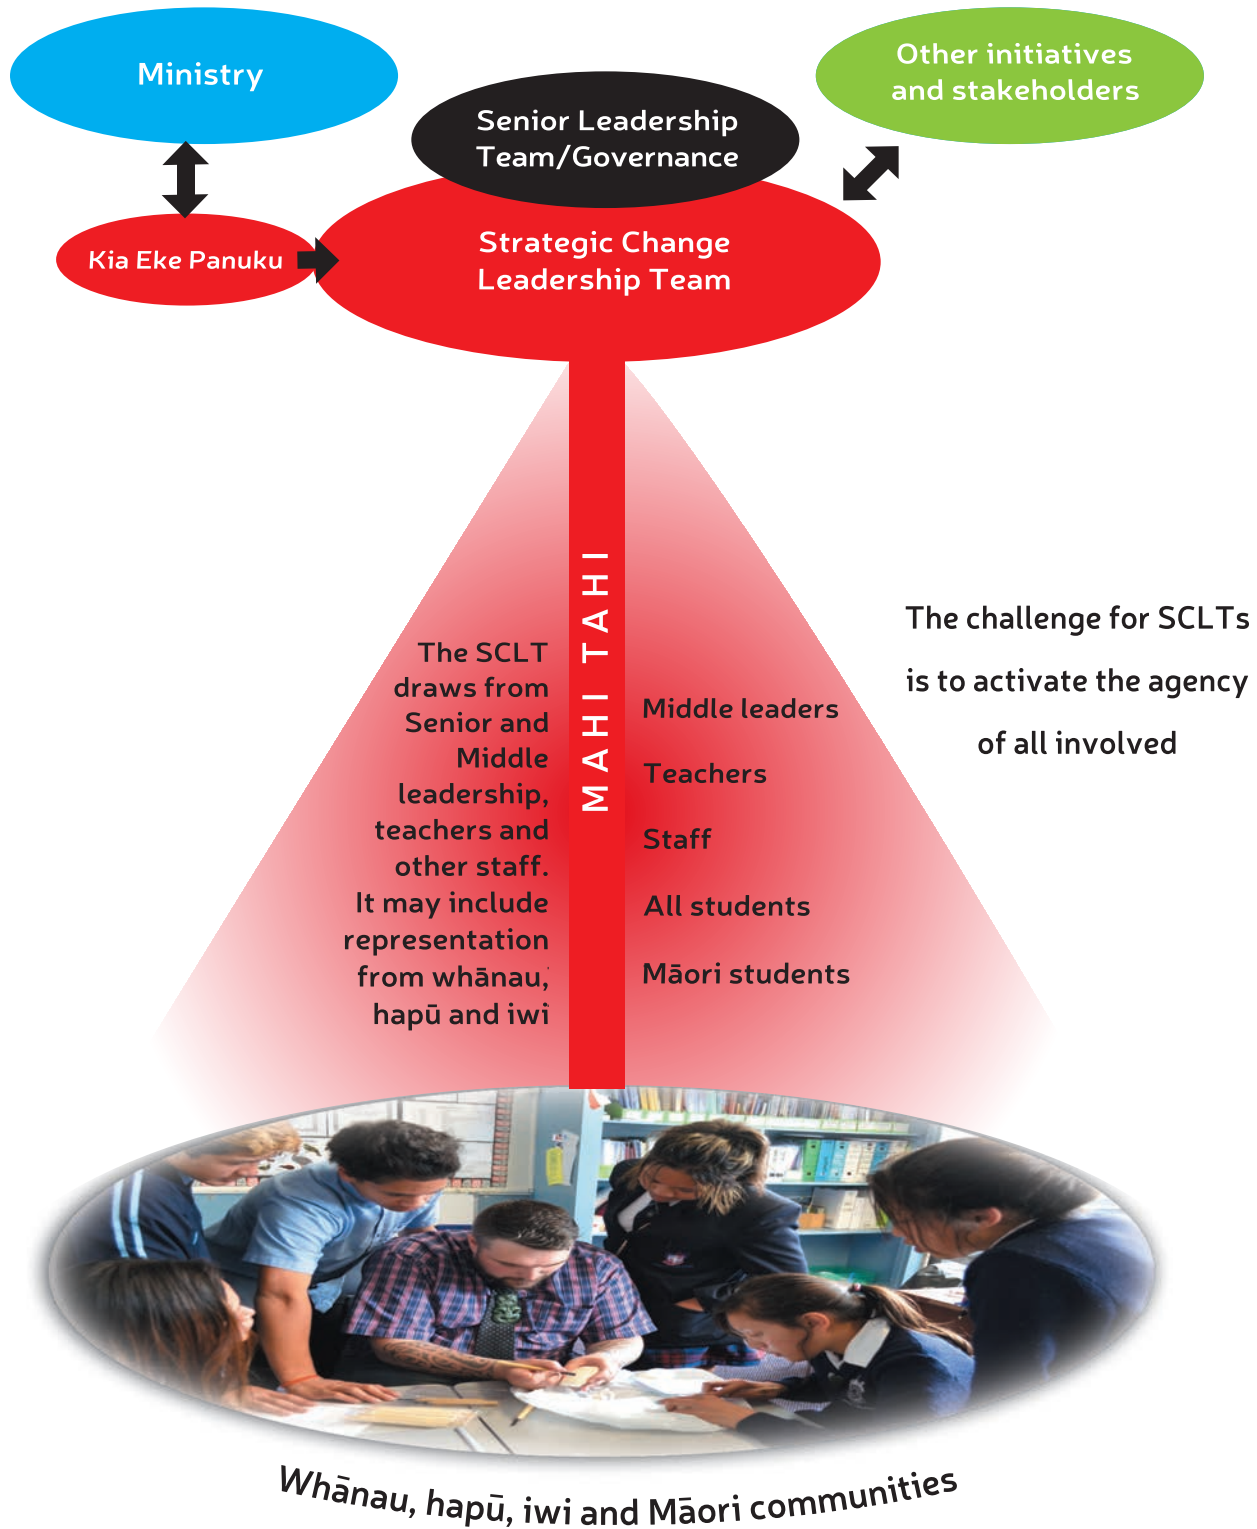 Ministry
Other initiatives
and stakeholders
Senior Leadership
Team/Governance
Kia Eke Panuku
Strategic Change
Leadership Team
MAHI TAHI
The SCLT
draws from
Senior and
Middle
leadership,
teachers and
other staff.
It may include
representation
from whānau,
hapū and iwi
Middle leaders
Teachers
Staff
All students
Māori students
The challenge for SCLTs
is to activate the agency
of all involved
Whānau, hapū, iwi and Māori communities